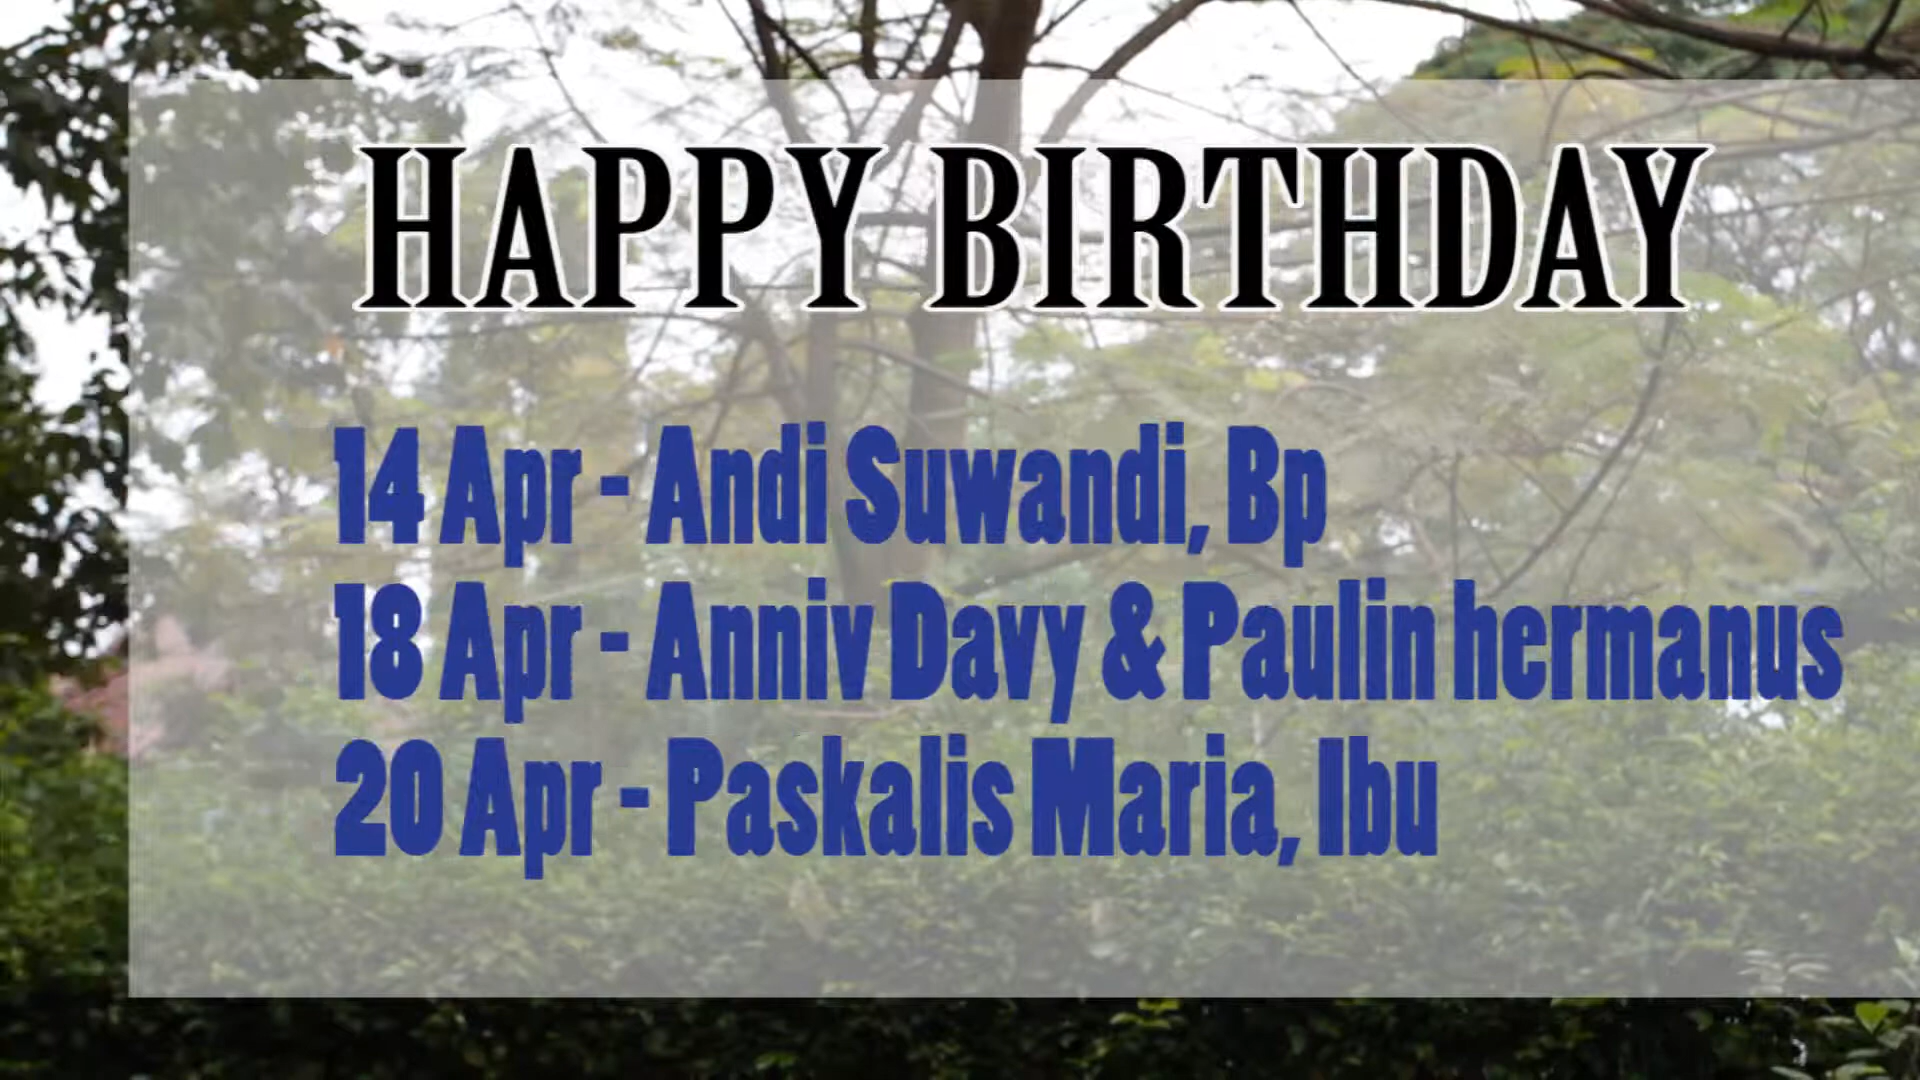 HAPPY BIRTHDAY
14 Apr - Andi Suwandi, Bp
18 Apr - Anniv Davy & Paulin hermanus
20 Apr - Paskalis Maria, Ibu